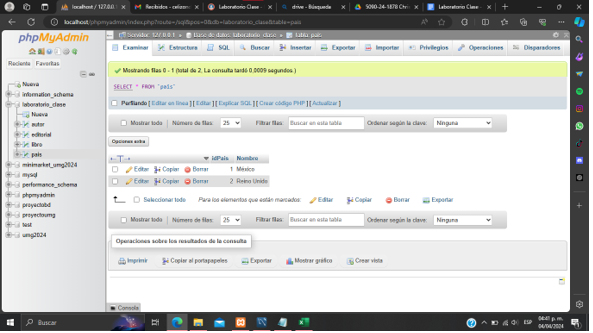 localhost / 127.0.0.1
Recibidos - celizonc
Laboratorio Clase
drive - Búsqueda
5090-24-1878 Chris
Laboratorio Clase
localhost/phpmyadmin/index.php?route=/sql&pos=0&db=laboratorio_clase&table=pais
phpMyAdmin
Reciente Favoritas
Nueva
information_schema
laboratorio_clase
Nueva
autor
editorial
libro
pais
minimarket_umg2024
mysql
performance_schema
phpmyadmin
proyectobd
proyectoumg
test
umg2024
Servidor: 127.0.0.1 » Base de datos: laboratorio_clase » Tabla: pais
Examinar Estructura SQL Buscar Insertar Exportar Importar Privilegios Operaciones Disparadores
Mostrando filas 0 - 1 (total de 2, La consulta tardó 0,0009 segundos.)
SELECT * FROM `pais`
Perfilando [ Editar en línea ] [ Editar ] [ Explicar SQL ] [ Crear código PHP ] [ Actualizar ]
Mostrar todo Número de filas: 25 Filtrar filas: Buscar en esta tabla Ordenar según la clave: Ninguna
Opciones extra
←T→ idPais Nombre
Editar Copiar Borrar 1 México
Editar Copiar Borrar 2 Reino Unido
Seleccionar todo Para los elementos que están marcados: Editar Copiar Borrar Exportar
Mostrar todo Número de filas: 25 Filtrar filas: Buscar en esta tabla Ordenar según la clave: Ninguna
Operaciones sobre los resultados de la consulta
Imprimir Copiar al portapapeles Exportar Mostrar gráfico Crear vista
Consola
Buscar
ESP
04:41 p. m.
04/04/2024